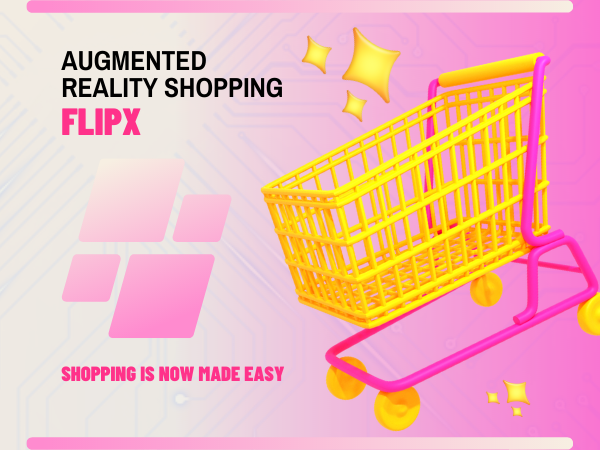 AUGMENTED
REALITY SHOPPING
FLIPX
SHOPPING IS NOW MADE EASY